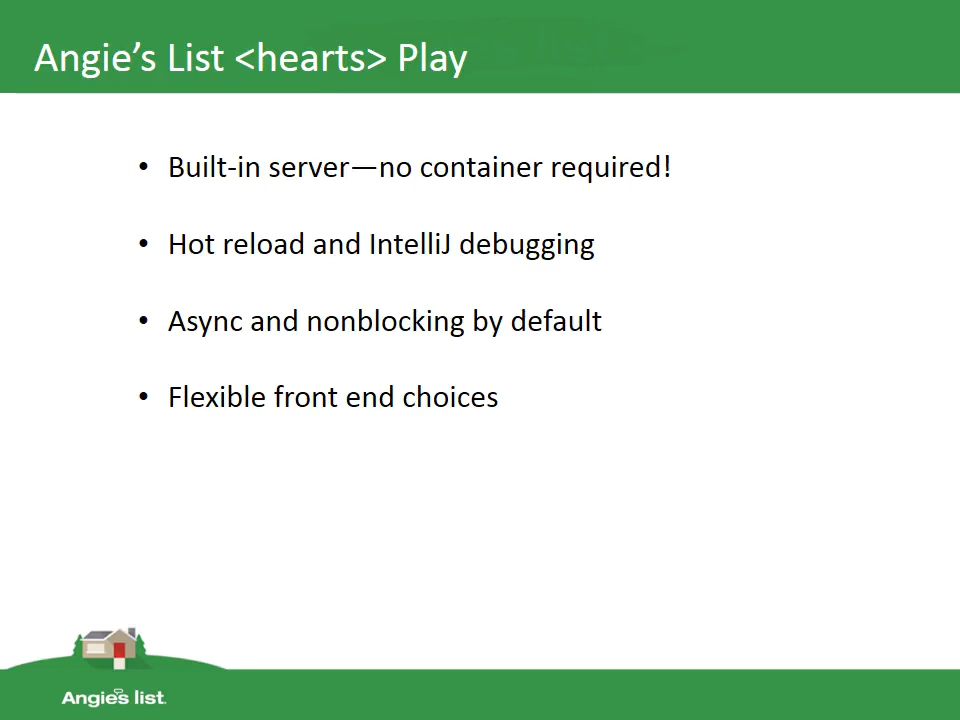 Angie’s List <hearts> Play
• Built-in server—no container required!
• Hot reload and IntelliJ debugging
• Async and nonblocking by default
• Flexible front end choices
Angie's list.